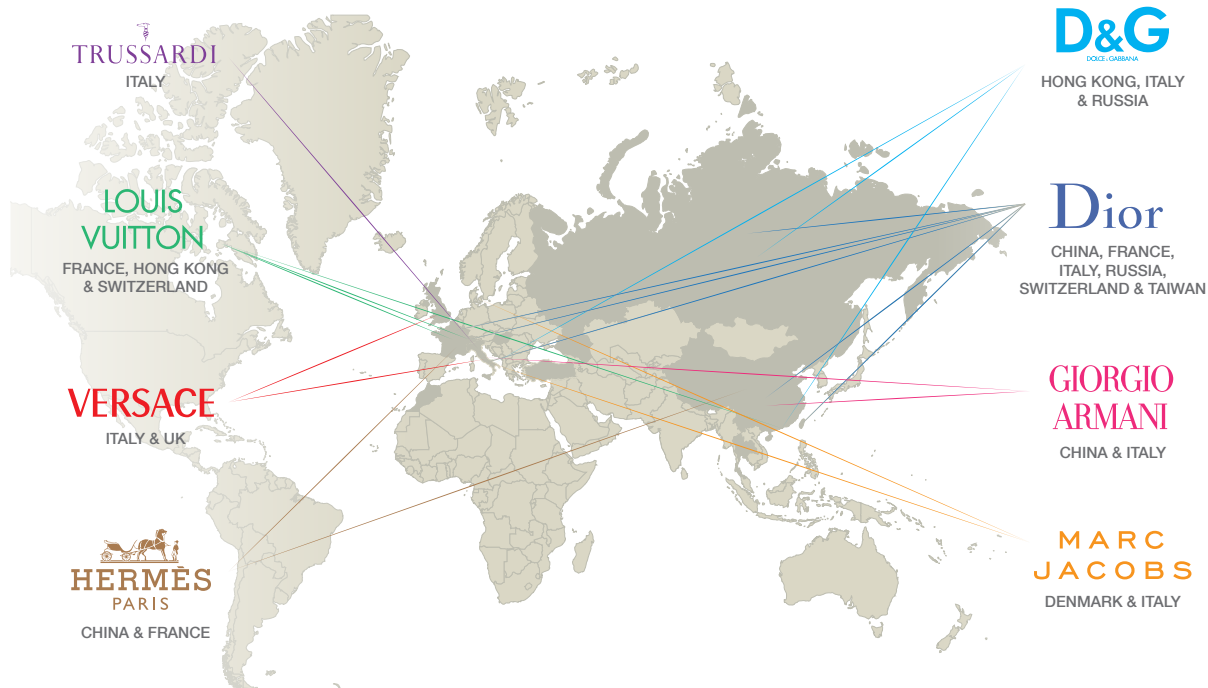 TRUSSARDI
ITALY
LOUIS
VUITTON
FRANCE, HONG KONG
& SWITZERLAND
VERSACE
ITALY & UK
HERMÈS
PARIS
CHINA & FRANCE
D&G
DOLCE & GABBANA
HONG KONG, ITALY
& RUSSIA
Dior
CHINA, FRANCE,
ITALY, RUSSIA,
SWITZERLAND & TAIWAN
GIORGIO
ARMANI
CHINA & ITALY
MARC
JACOBS
DENMARK & ITALY